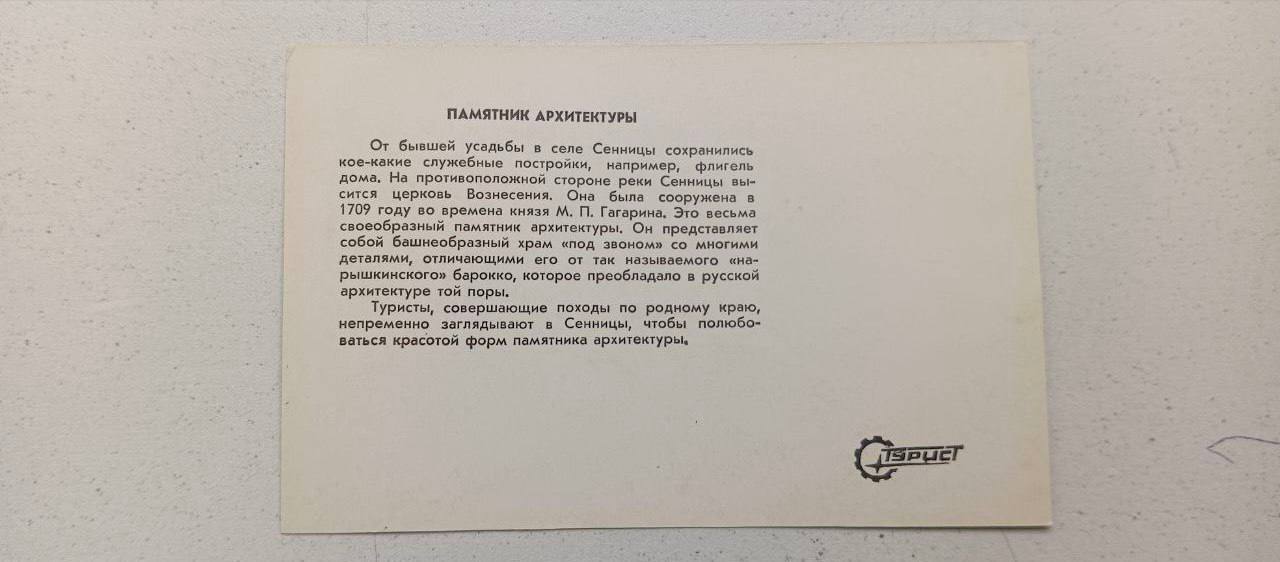 ПАМЯТНИК АРХИТЕКТУРЫ
От бывшей усадьбы в селе Сенницы сохранились
кое-какие служебные постройки, например, флигель
дома. На противоположной стороне реки Сенницы вы-
сится церковь Вознесения. Она была сооружена в
1709 году во времена князя М. П. Гагарина. Это весьма
своеобразный памятник архитектуры. Он представляет
собой башнеобразный храм «под звоном» со многими
деталями, отличающими его от так называемого «на-
рышкинского» барокко, которое преобладало в русской
архитектуре той поры.
Туристы, совершающие походы по родному краю,
непременно заглядывают в Сенницы, чтобы полюбо-
ваться красотой форм памятника архитектуры.
ТУРИСТ